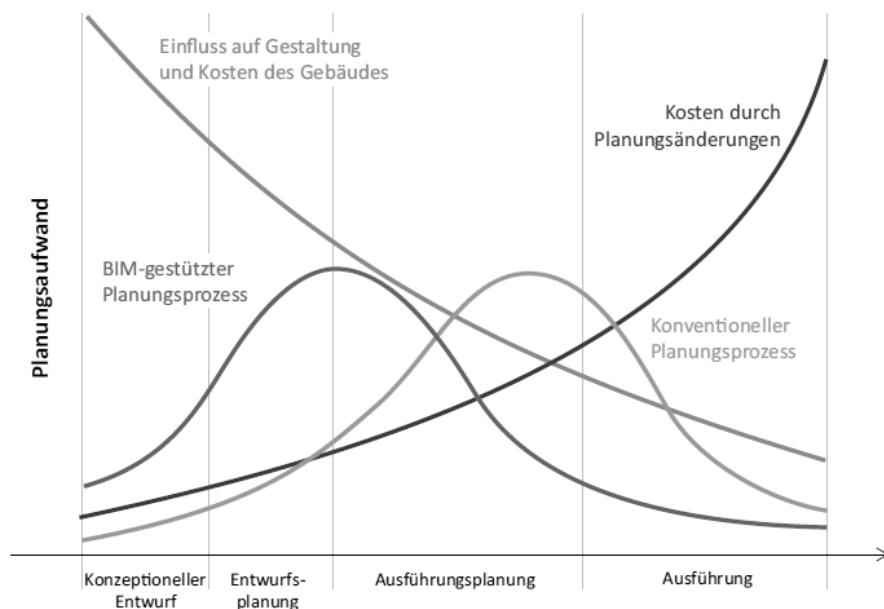 Einfluss auf Gestaltung
und Kosten des Gebäudes
Kosten durch
Planungsänderungen
BIM-gestützter
Planungsprozess
Konventioneller
Planungsprozess
Planungsaufwand
Konzeptioneller
Entwurf
Entwurfs-
planung
Ausführungsplanung
Ausführung